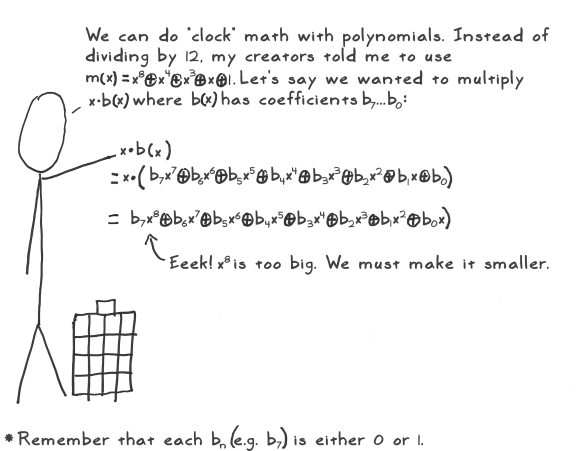 We can do 'clock' math with polynomials. Instead of
dividing by 12, my creators told me to use
m(x) = x⁸⊕x⁴⊕x³⊕x⊕1. Let's say we wanted to multiply
x•b(x) where b(x) has coefficients b₇...b₀:
x•b(x)
= x•(b₇x⁷⊕b₆x⁶⊕b₅x⁵⊕b₄x⁴⊕b₃x³⊕b₂x²⊕b₁x⊕b₀)
= b₇x⁸⊕b₆x⁷⊕b₅x⁶⊕b₄x⁵⊕b₃x⁴⊕b₂x³⊕b₁x²⊕b₀x)
Eeek! x⁸ is too big. We must make it smaller.
* Remember that each bₙ (e.g. b₇) is either 0 or 1.